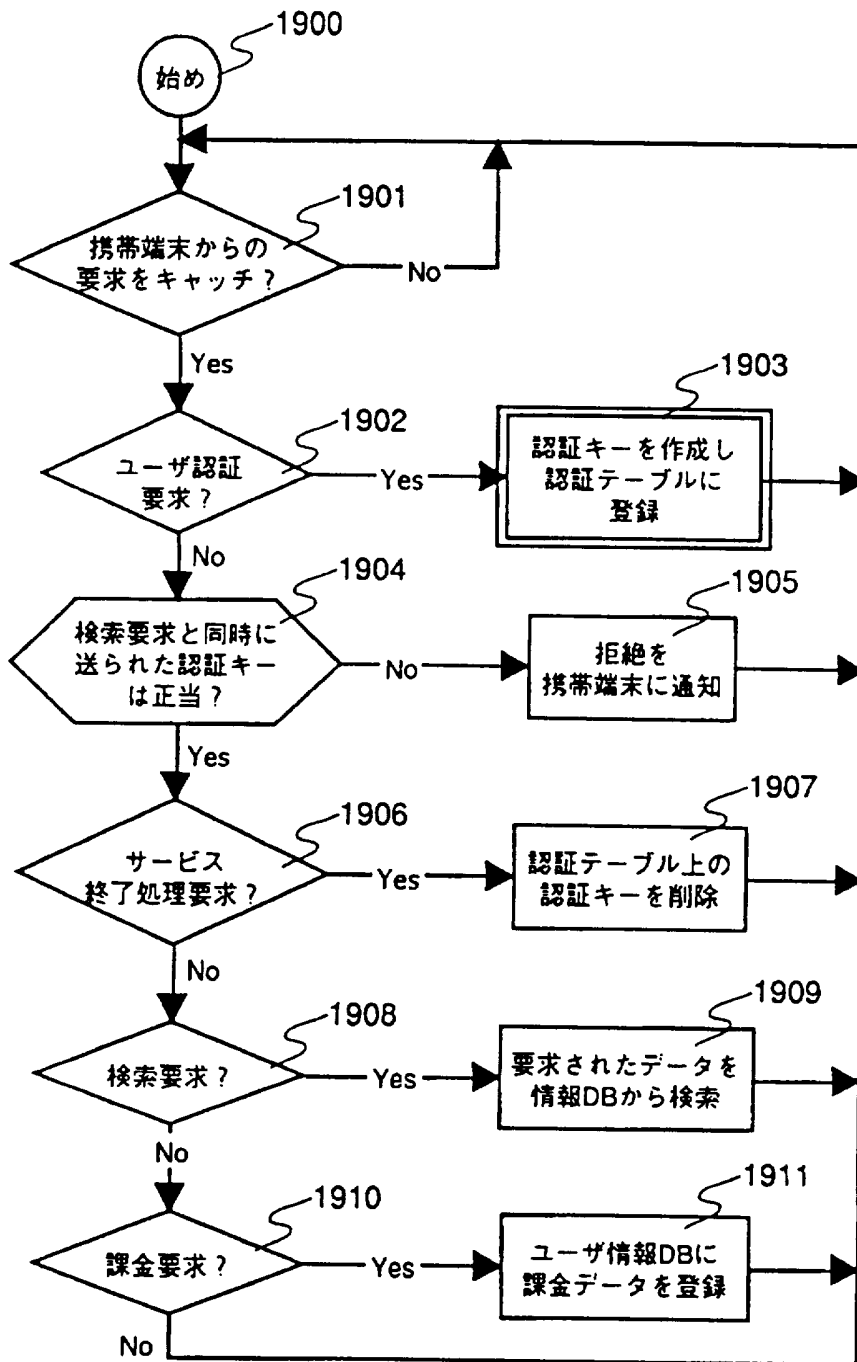 1900
始め
1901
携帯端末からの
要求をキャッチ？
No
Yes
1902
ユーザ認証
要求？
Yes
1903
認証キーを作成し
認証テーブルに
登録
No
1904
検索要求と同時に
送られた認証キー
は正当？
No
1905
拒絶を
携帯端末に通知
Yes
1906
サービス
終了処理要求？
Yes
1907
認証テーブル上の
認証キーを削除
No
1908
検索要求？
Yes
1909
要求されたデータを
情報DBから検索
No
1910
課金要求？
Yes
1911
ユーザ情報DBに
課金データを登録
No